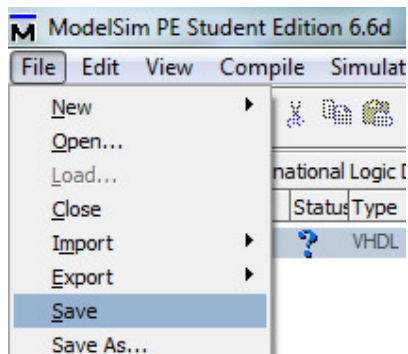 ModelSim PE Student Edition 6.6d
File Edit View Compile Simulat
New
Open...
Load...
national Logic D
Close
Status Type
Import
VHDL
Export
Save
Save As...